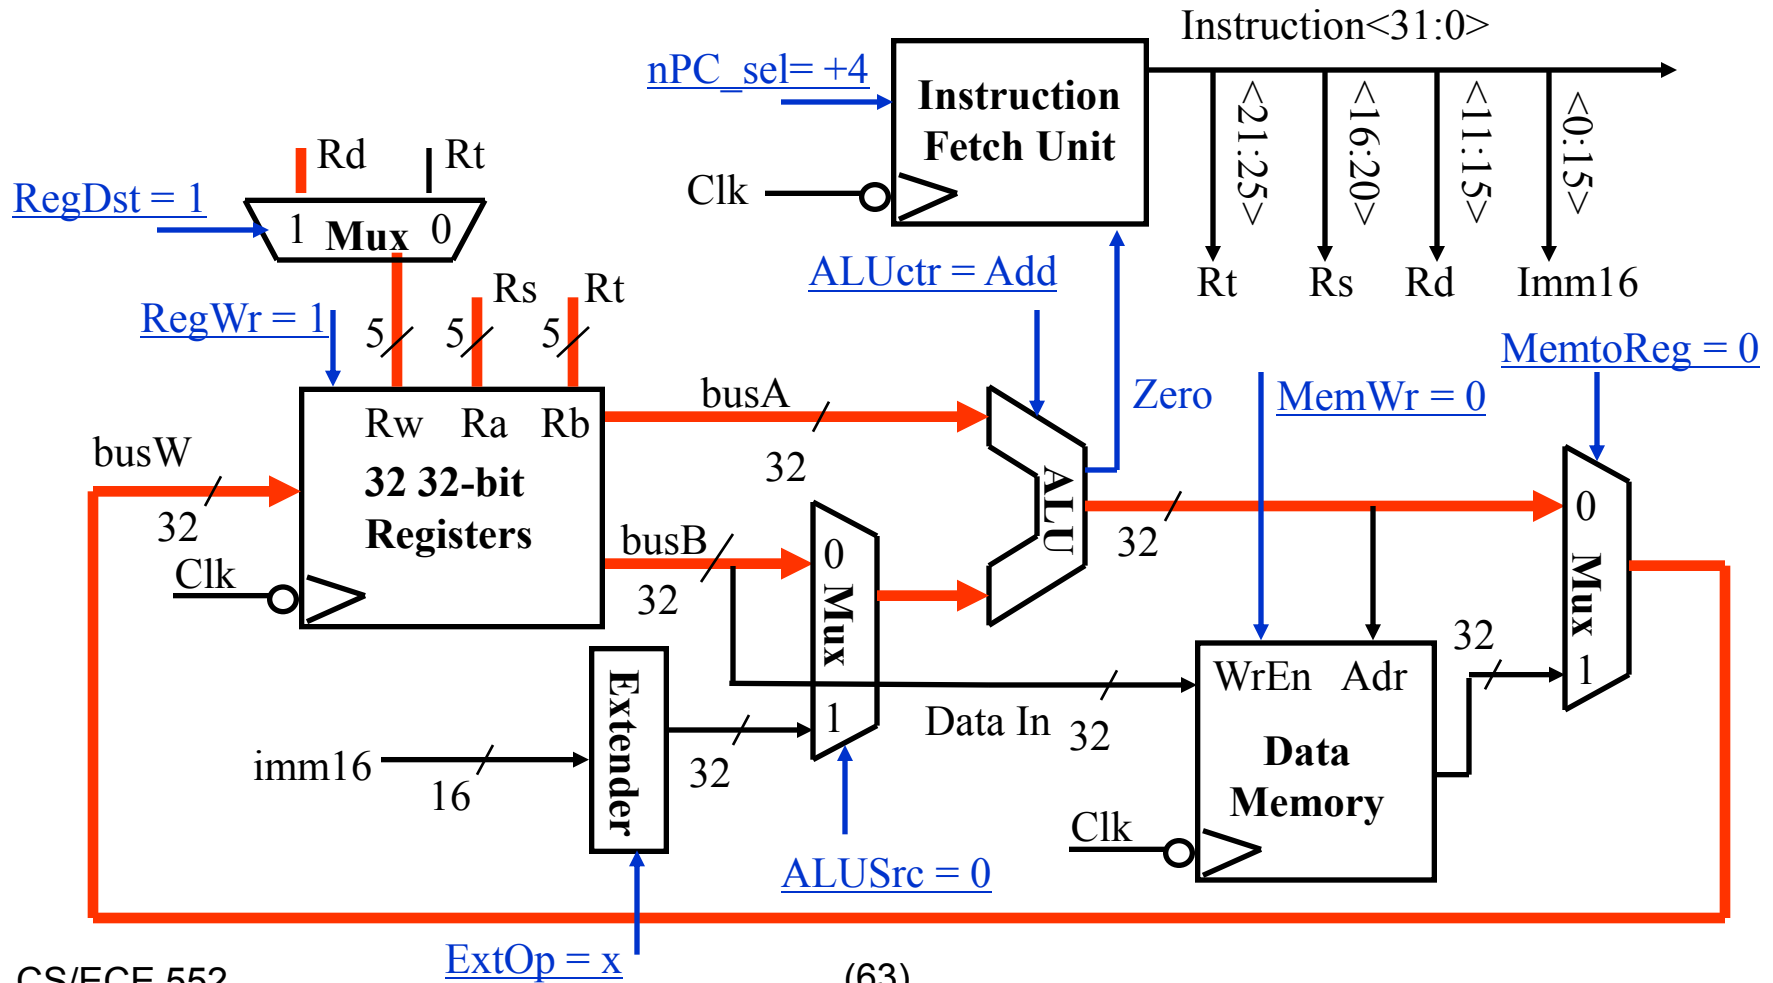 Instruction<31:0>
nPC_sel= +4
Instruction
Fetch Unit
Clk
<21:25>
<16:20>
<11:15>
<0:15>
Rt
Rs
Rd
Imm16
Rd
Rt
RegDst = 1
1 Mux 0
ALUctr = Add
RegWr = 1
Rs
Rt
5
5
5
MemtoReg = 0
Zero
MemWr = 0
busA
32
Rw Ra Rb
32 32-bit
Registers
busW
32
Clk
busB
32
0
Mux
1
ALU
32
0
Mux
1
32
WrEn Adr
Data
Memory
Clk
Data In
32
Extender
imm16
16
32
ALUSrc = 0
ExtOp = x
CS/ECE 552
(63)